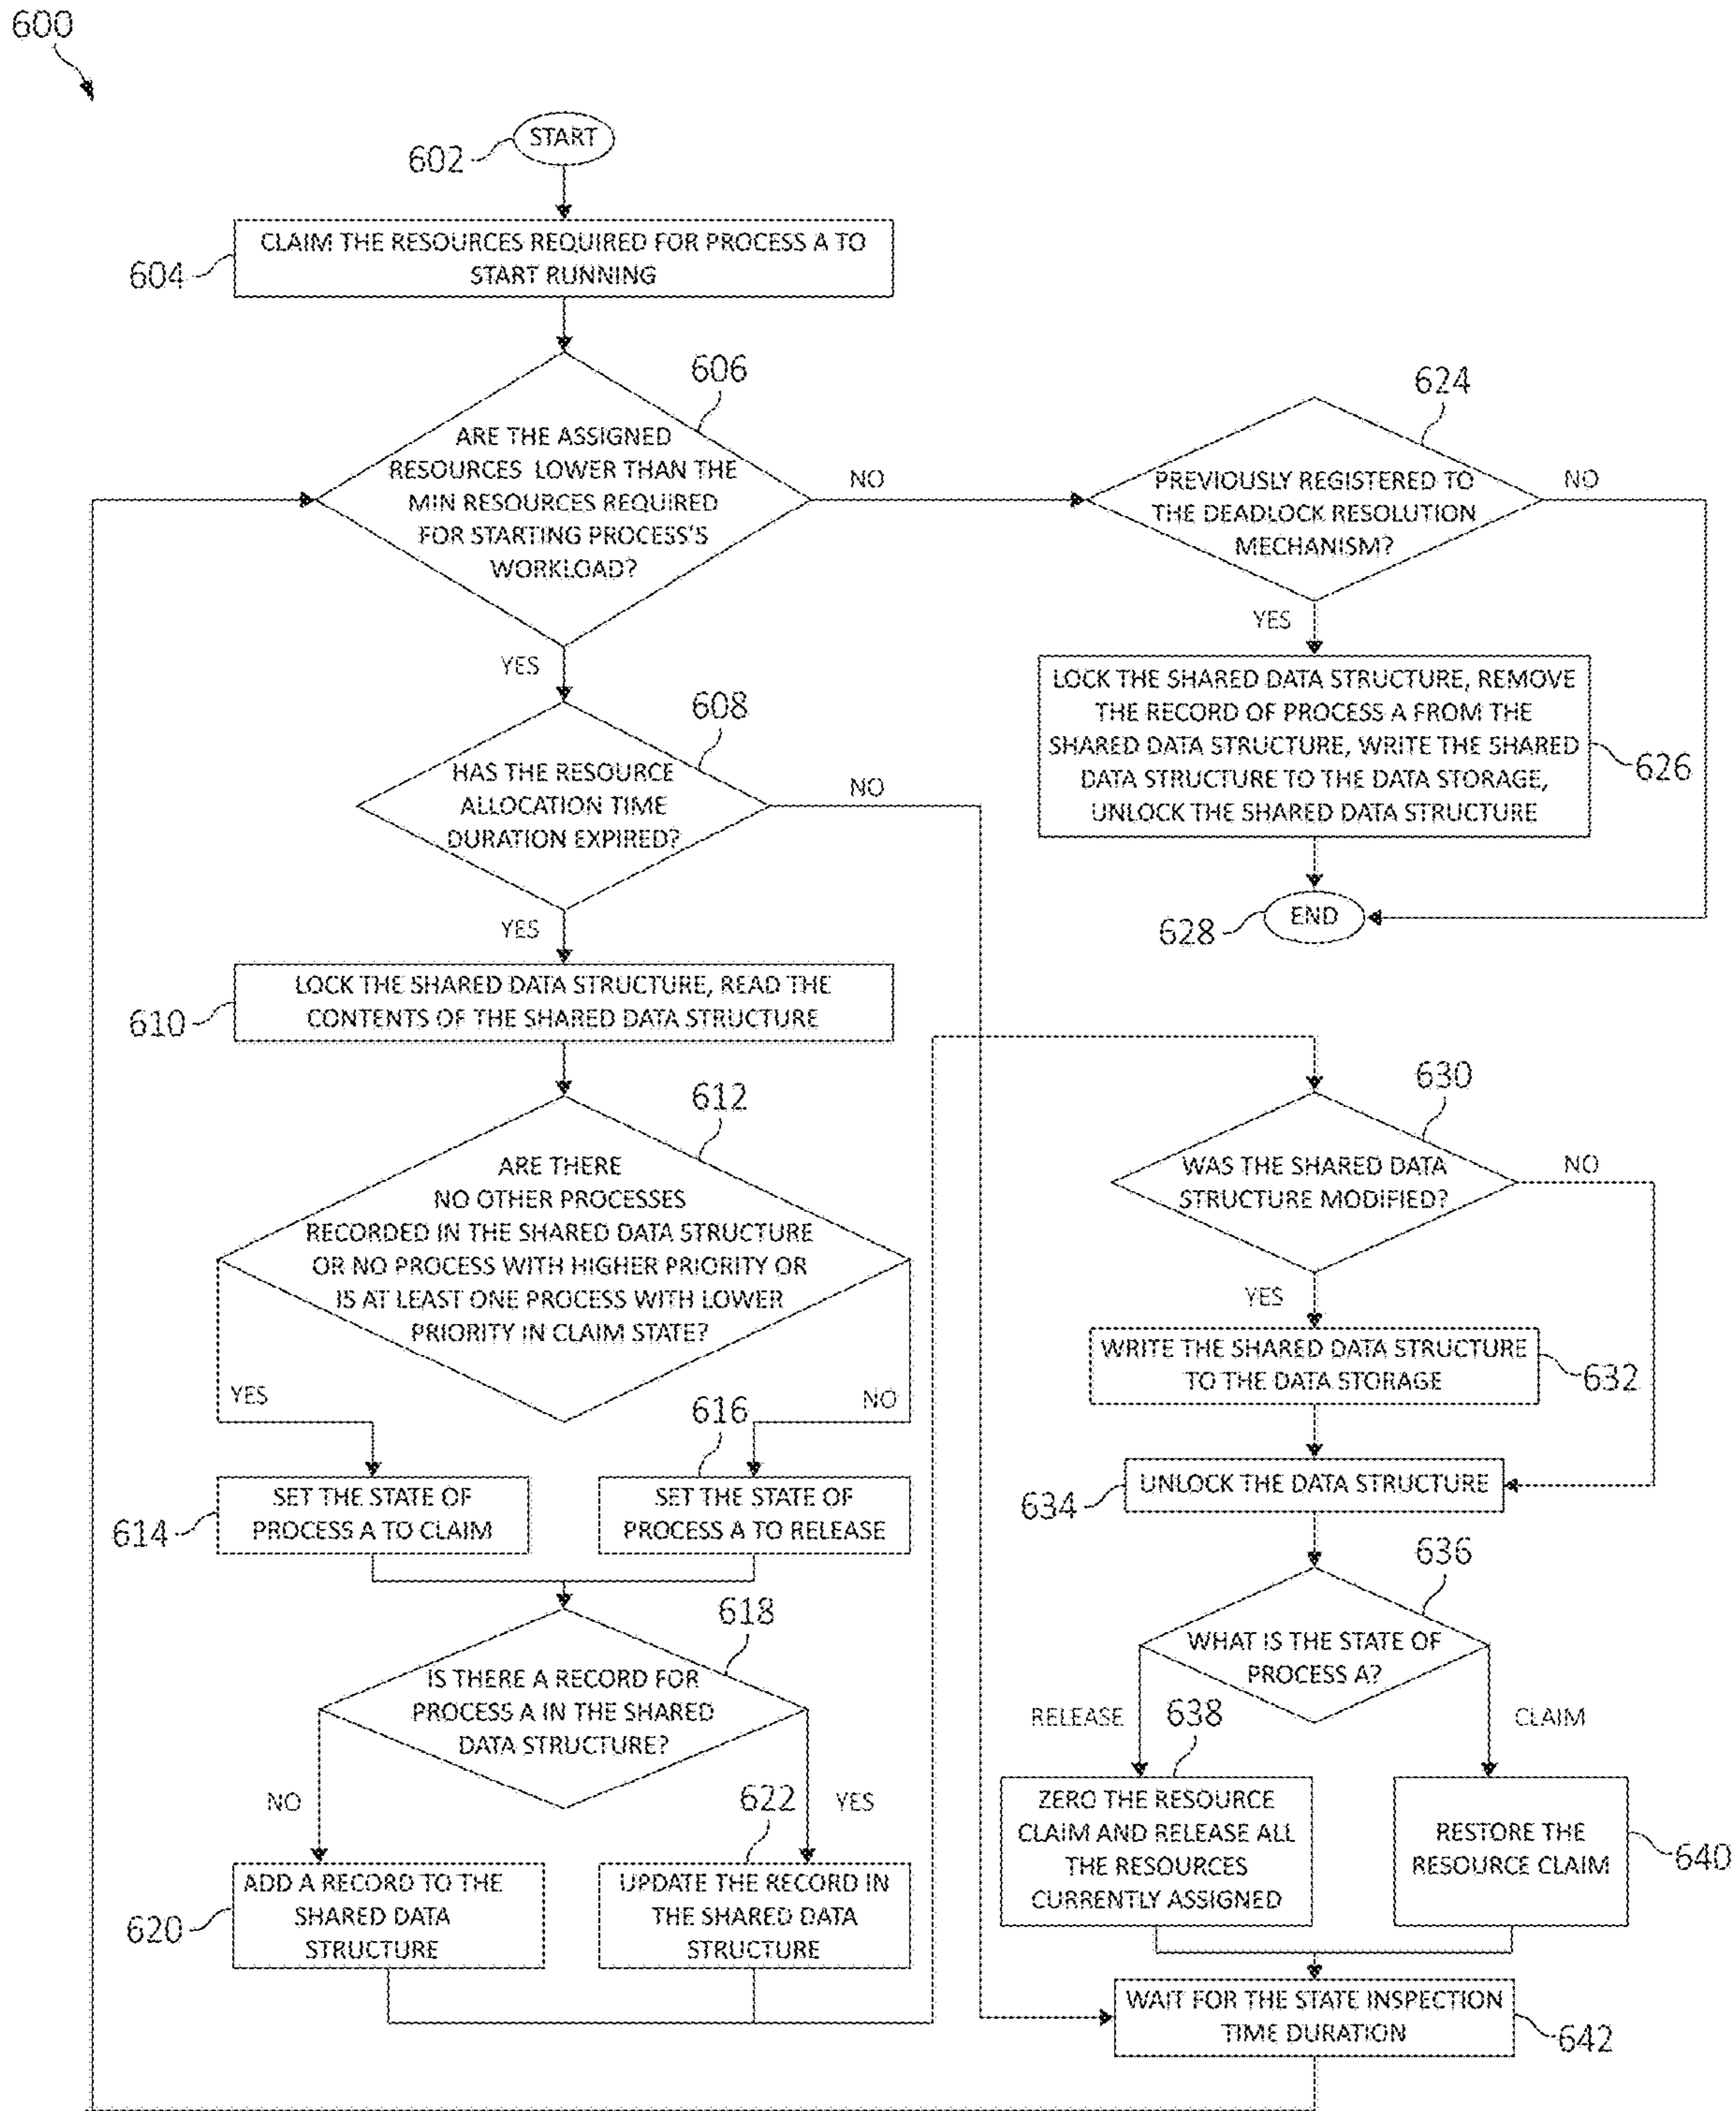 600
START
602
CLAIM THE RESOURCES REQUIRED FOR PROCESS A TO
START RUNNING
604
606
ARE THE ASSIGNED
RESOURCES LOWER THAN THE
MIN RESOURCES REQUIRED
FOR STARTING PROCESS'S
WORKLOAD?
NO
YES
624
PREVIOUSLY REGISTERED TO
THE DEADLOCK RESOLUTION
MECHANISM?
NO
YES
LOCK THE SHARED DATA STRUCTURE, REMOVE
THE RECORD OF PROCESS A FROM THE
SHARED DATA STRUCTURE, WRITE THE SHARED
DATA STRUCTURE TO THE DATA STORAGE,
UNLOCK THE SHARED DATA STRUCTURE
626
END
628
608
HAS THE RESOURCE
ALLOCATION TIME
DURATION EXPIRED?
NO
YES
LOCK THE SHARED DATA STRUCTURE, READ THE
CONTENTS OF THE SHARED DATA STRUCTURE
610
612
ARE THERE
NO OTHER PROCESSES
RECORDED IN THE SHARED DATA STRUCTURE
OR NO PROCESS WITH HIGHER PRIORITY OR
IS AT LEAST ONE PROCESS WITH LOWER
PRIORITY IN CLAIM STATE?
YES
NO
616
SET THE STATE OF
PROCESS A TO CLAIM
614
SET THE STATE OF
PROCESS A TO RELEASE
618
IS THERE A RECORD FOR
PROCESS A IN THE SHARED
DATA STRUCTURE?
NO
622
YES
ADD A RECORD TO THE
SHARED DATA
STRUCTURE
620
UPDATE THE RECORD IN
THE SHARED DATA
STRUCTURE
630
WAS THE SHARED DATA
STRUCTURE MODIFIED?
NO
YES
WRITE THE SHARED DATA STRUCTURE
TO THE DATA STORAGE
632
UNLOCK THE DATA STRUCTURE
634
636
WHAT IS THE STATE OF
PROCESS A?
RELEASE
638
CLAIM
ZERO THE RESOURCE
CLAIM AND RELEASE ALL
THE RESOURCES
CURRENTLY ASSIGNED
RESTORE THE
RESOURCE CLAIM
640
WAIT FOR THE STATE INSPECTION
TIME DURATION
642